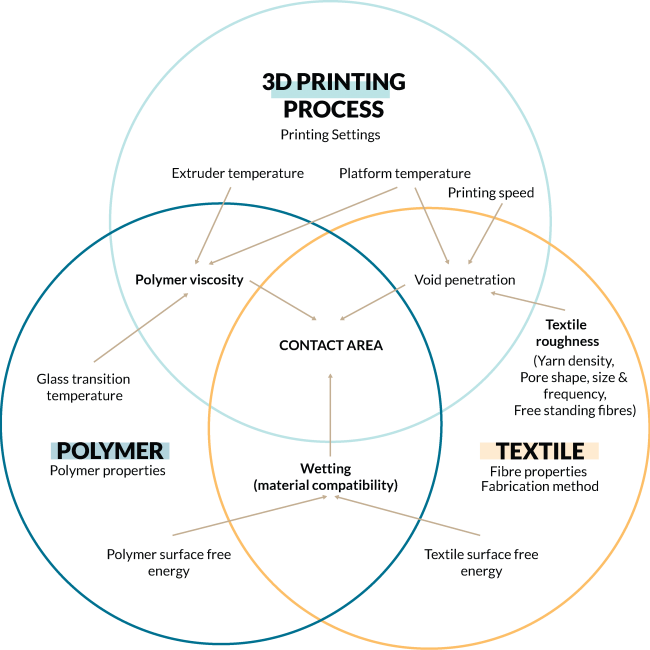 3D PRINTING
PROCESS
Printing Settings
Extruder temperature
Platform temperature
Printing speed
Polymer viscosity
Void penetration
Textile
roughness
(Yarn density,
Pore shape, size &
frequency,
Free standing fibres)
CONTACT AREA
Glass transition
temperature
POLYMER
Polymer properties
TEXTILE
Fibre properties
Fabrication method
Wetting
(material compatibility)
Polymer surface free
energy
Textile surface free
energy